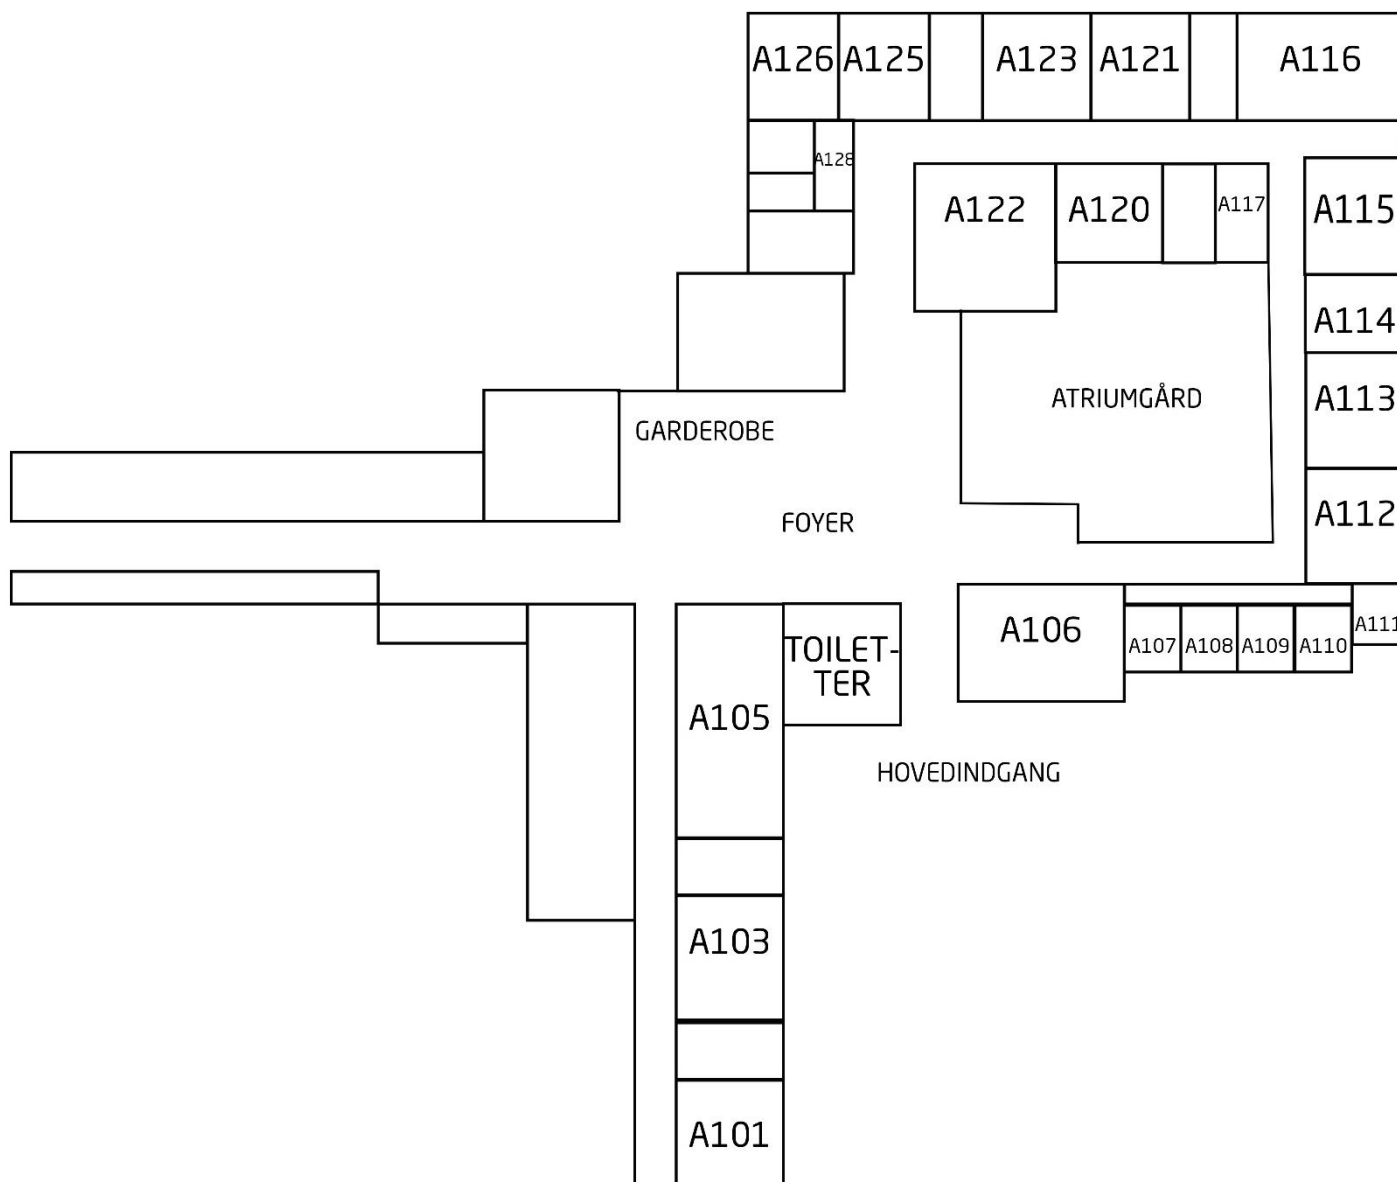 A126 A125 A123 A121 A116
A128
A122 A120 A117 A115
A114
ATRIUMGÅRD A113
GARDEROBE
FOYER A112
A106 A107 A108 A109 A110 A111
TOILET-
TER
A105
HOVEDINDGANG
A103
A101